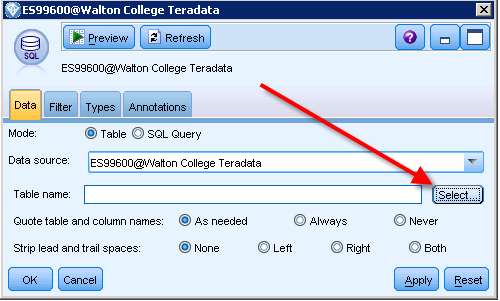 ES99600@Walton College Teradata
SQL
Preview Refresh ?
ES99600@Walton College Teradata
Data Filter Types Annotations
Mode: Table SQL Query
Data source: ES99600@Walton College Teradata
Table name: Select...
Quote table and column names: As needed Always Never
Strip lead and trail spaces: None Left Right Both
OK Cancel Apply Reset